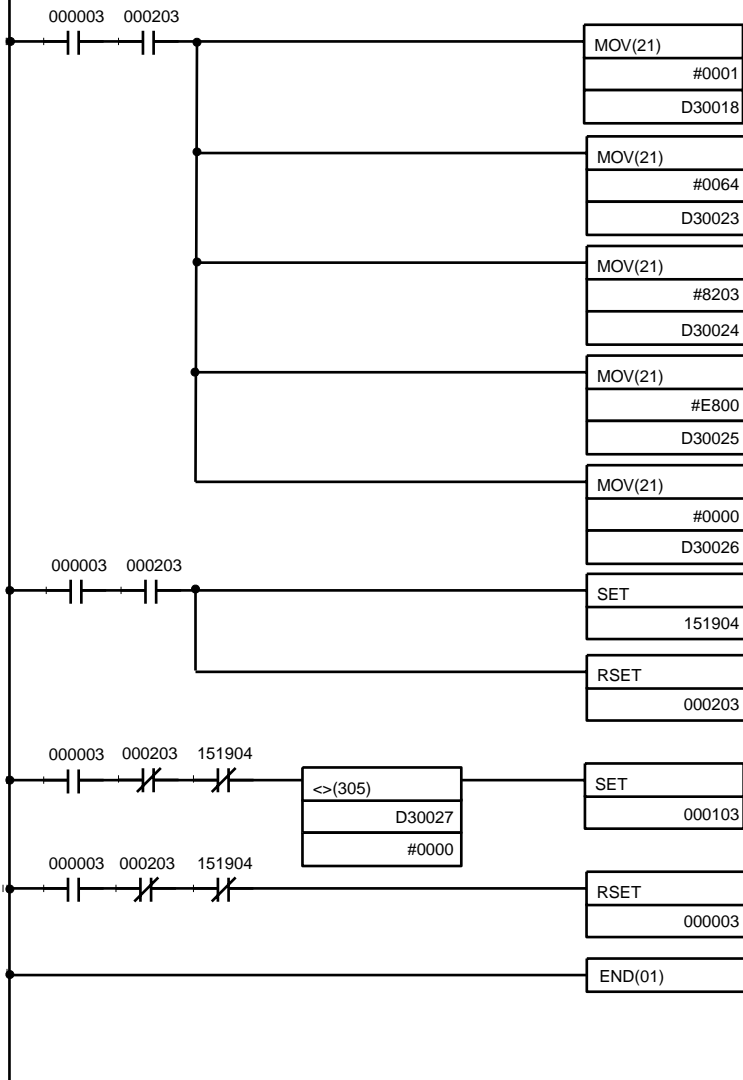 000003 000203
MOV(21)
#0001
D30018
MOV(21)
#0064
D30023
MOV(21)
#8203
D30024
MOV(21)
#E800
D30025
MOV(21)
#0000
D30026
000003 000203
SET
151904
RSET
000203
000003 000203 151904
<>(305)
D30027
#0000
SET
000103
000003 000203 151904
RSET
000003
END(01)